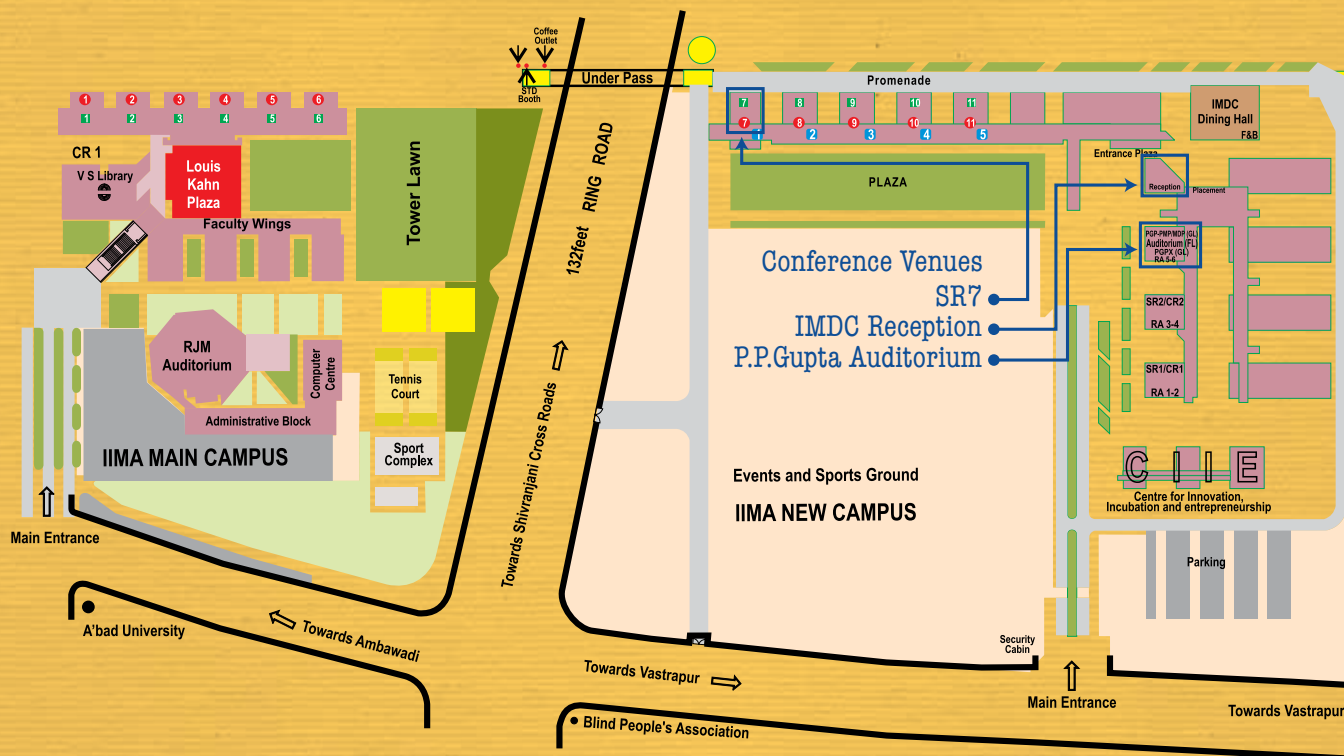 Coffee
Outlet
STD
Booth
Under Pass
Promenade
1 2 3 4 5 6
1 2 3 4 5 6
7 8 9 10 11
7 8 9 10 11
1 2 3 4 5
IMDC
Dining Hall
F&B
CR 1
V S Library
Louis
Kahn
Plaza
Faculty Wings
Tower Lawn
132feet RING ROAD
PLAZA
Entrance Plaza
Reception
Placement
PGP-PMP/MDP (GL)
Auditorium (FL)
PGPX (GL)
RA 5-6
Conference Venues
SR7
IMDC Reception
P.P.Gupta Auditorium
SR2/CR2
RA 3-4
SR1/CR1
RA 1-2
RJM
Auditorium
Computer
Centre
Tennis
Court
Administrative Block
Sport
Complex
IIMA MAIN CAMPUS
Towards Shivranjani Cross Roads
Events and Sports Ground
IIMA NEW CAMPUS
C I I E
Centre for Innovation,
Incubation and entrepreneurship
Parking
Main Entrance
A'bad University
Towards Ambawadi
Security
Cabin
Towards Vastrapur
Main Entrance
Towards Vastrapur
Blind People's Association